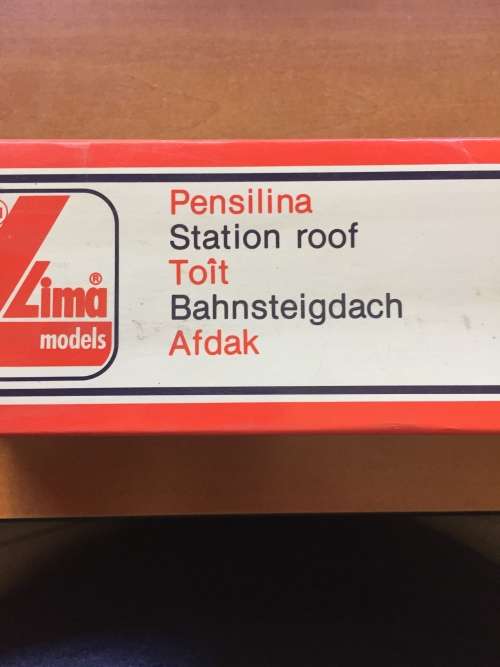 Pensilina
Station roof
Toît
Bahnsteigdach
Afdak
Lima®
models